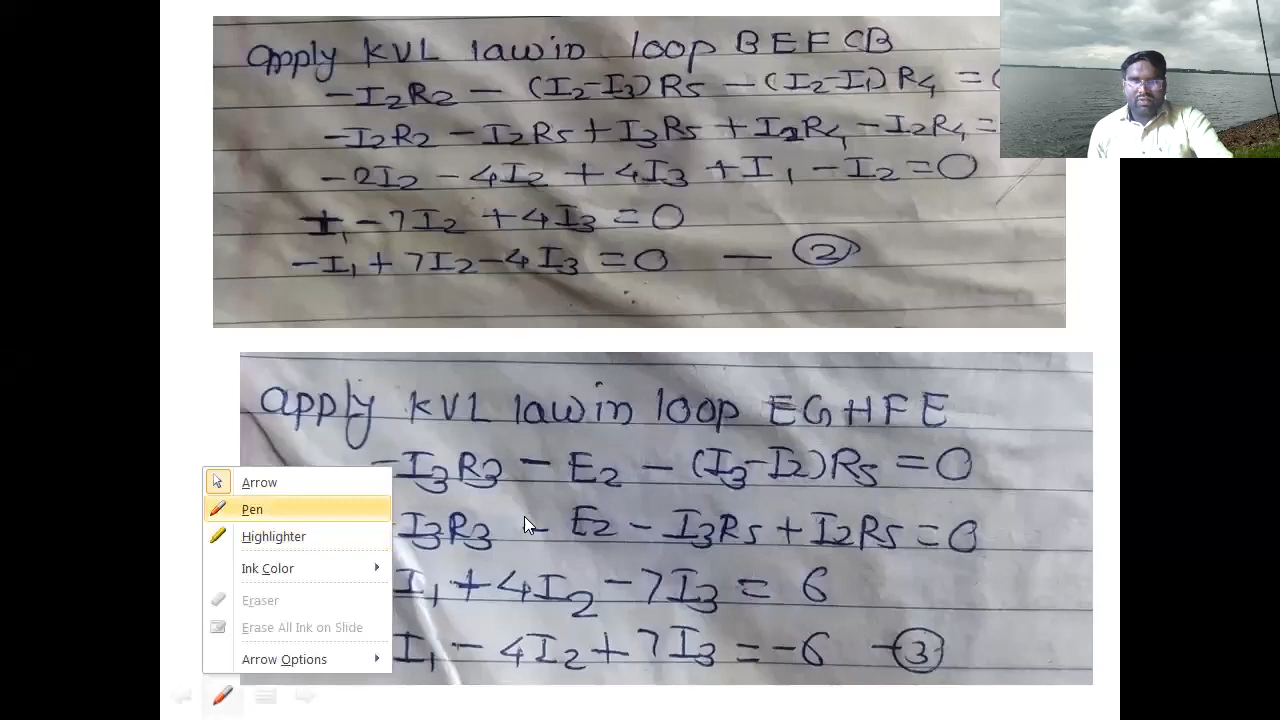 apply KVL law in loop BEFCB
-I2R2 - (I2-I3)R5 - (I2-I1)R4 =
-I2R2 - I2R5 + I3R5 + I2R4 - I2R4 =
-2I2 - 4I2 + 4I3 + I1 - I2 = 0
I1 - 7I2 + 4I3 = 0
-I1 + 7I2 - 4I3 = 0 — 2
apply KVL law in loop EGHFE
-I3R3 - E2 - (I3-I2)R5 = 0
I3R3 - E2 - I3R5 + I2R5 = 0
I1 + 4I2 - 7I3 = 6
I1 - 4I2 + 7I3 = -6 - 3
Arrow
Pen
Highlighter
Ink Color
Eraser
Erase All Ink on Slide
Arrow Options